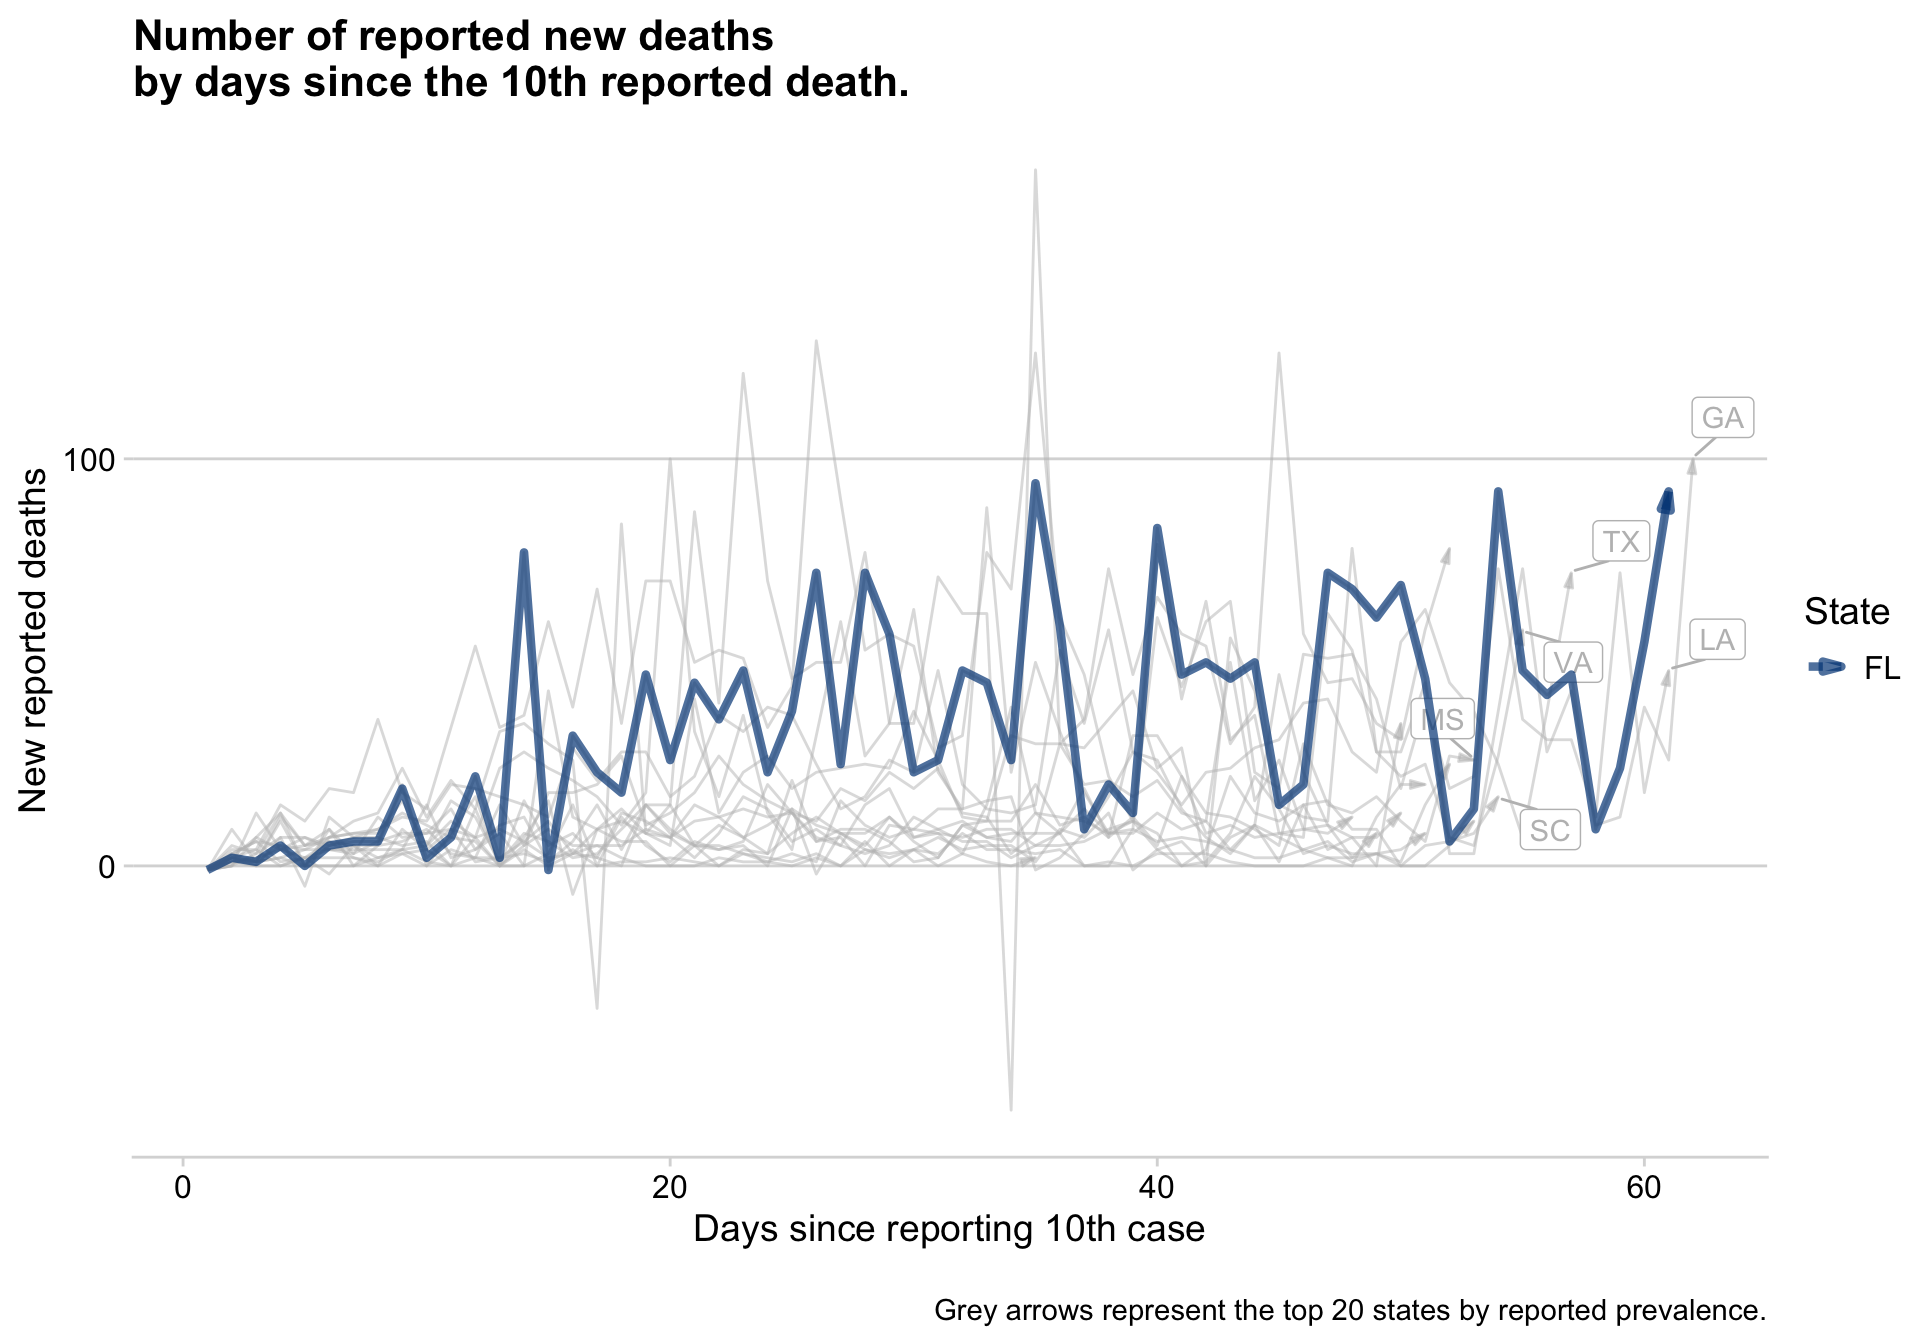 Number of reported new deaths
by days since the 10th reported death.
New reported deaths
100
0
GA
TX
LA
VA
MS
SC
State
FL
0 20 40 60
Days since reporting 10th case
Grey arrows represent the top 20 states by reported prevalence.